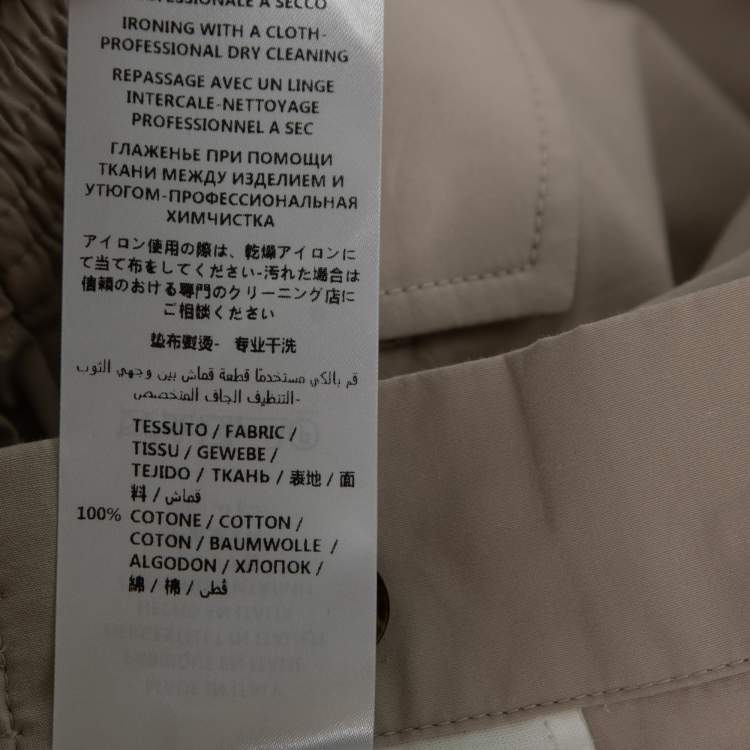 PROFESSIONALE A SECCO
IRONING WITH A CLOTH-
PROFESSIONAL DRY CLEANING
REPASSAGE AVEC UN LINGE
INTERCALE-NETTOYAGE
PROFESSIONNEL A SEC
ГЛАЖЕНЬЕ ПРИ ПОМОЩИ
ТКАНИ МЕЖДУ ИЗДЕЛИЕМ И
УТЮГОМ-ПРОФЕССИОНАЛЬНАЯ
ХИМЧИСТКА
アイロン使用の際は、乾燥アイロンに
て当て布をしてください-汚れた場合は
信頼のおける専門のクリーニング店に
ご相談ください
垫布熨烫- 专业干洗
قم بالكي مستخدمًا قطعة قماش بين وجهي الثوب
-التنظيف الجاف المتخصص
TESSUTO / FABRIC /
TISSU / GEWEBE /
TEJIDO / ТКАНЬ / 表地 / 面
料 / قماش
100% COTONE / COTTON /
COTON / BAUMWOLLE /
ALGODON / ХЛОПОК /
綿 / 棉 / قطن